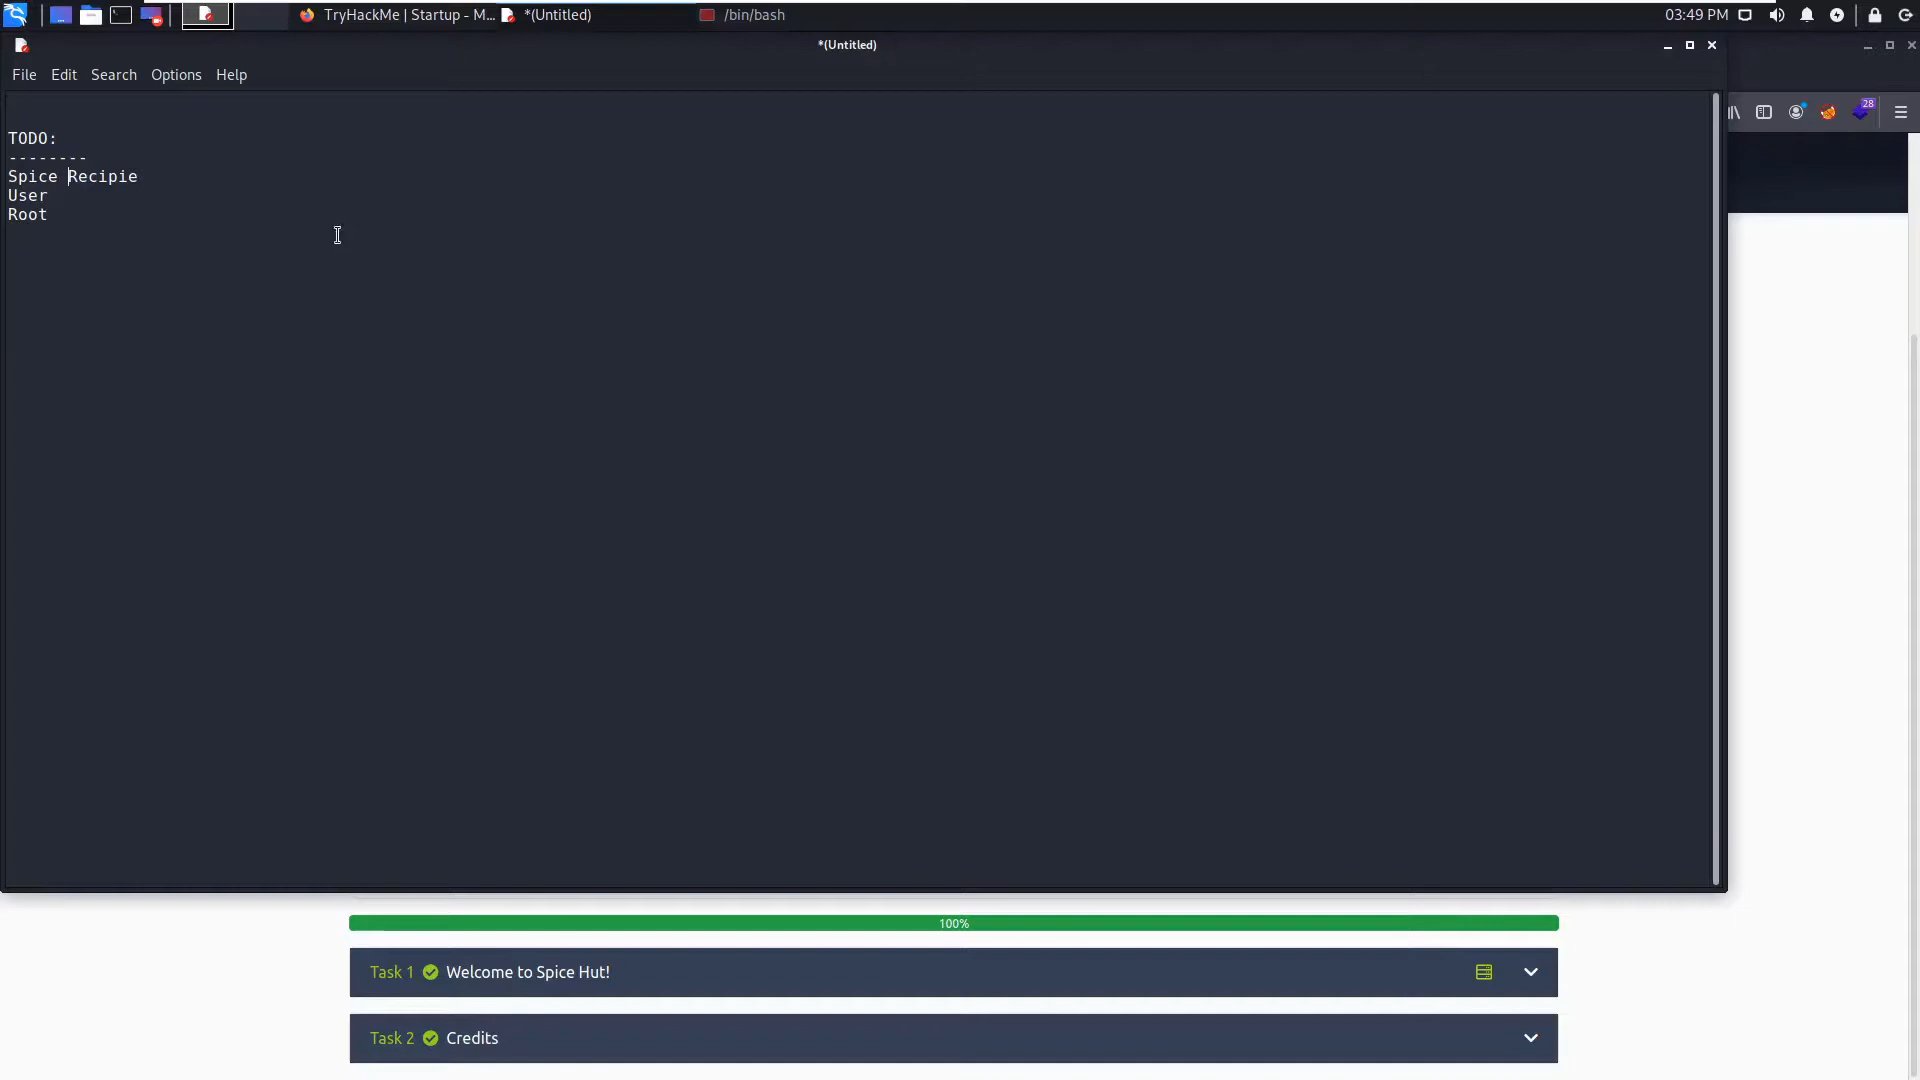 TryHackMe | Startup - M...
*(Untitled)
/bin/bash
03:49 PM
*(Untitled)
File Edit Search Options Help
28
TODO:
--------
Spice Recipie
User
Root
100%
Task 1 Welcome to Spice Hut!
Task 2 Credits